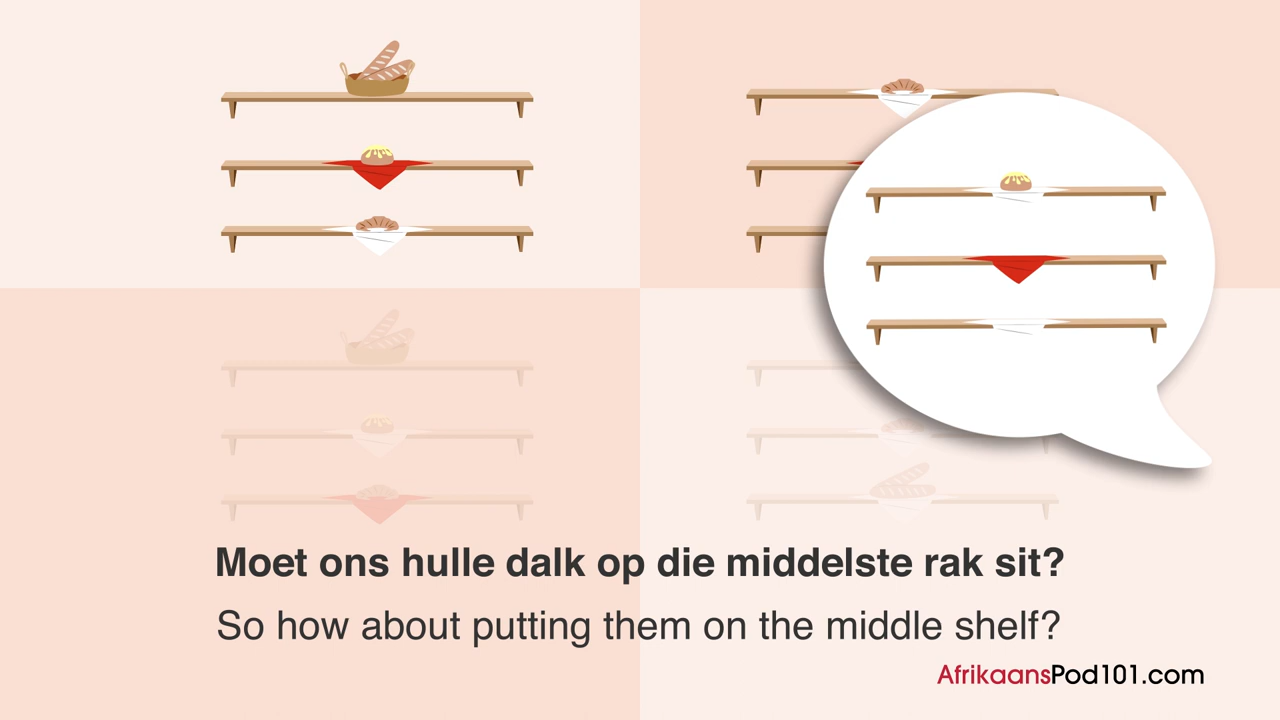 Moet ons hulle dalk op die middelste rak sit?
So how about putting them on the middle shelf?
AfrikaansPod101.com